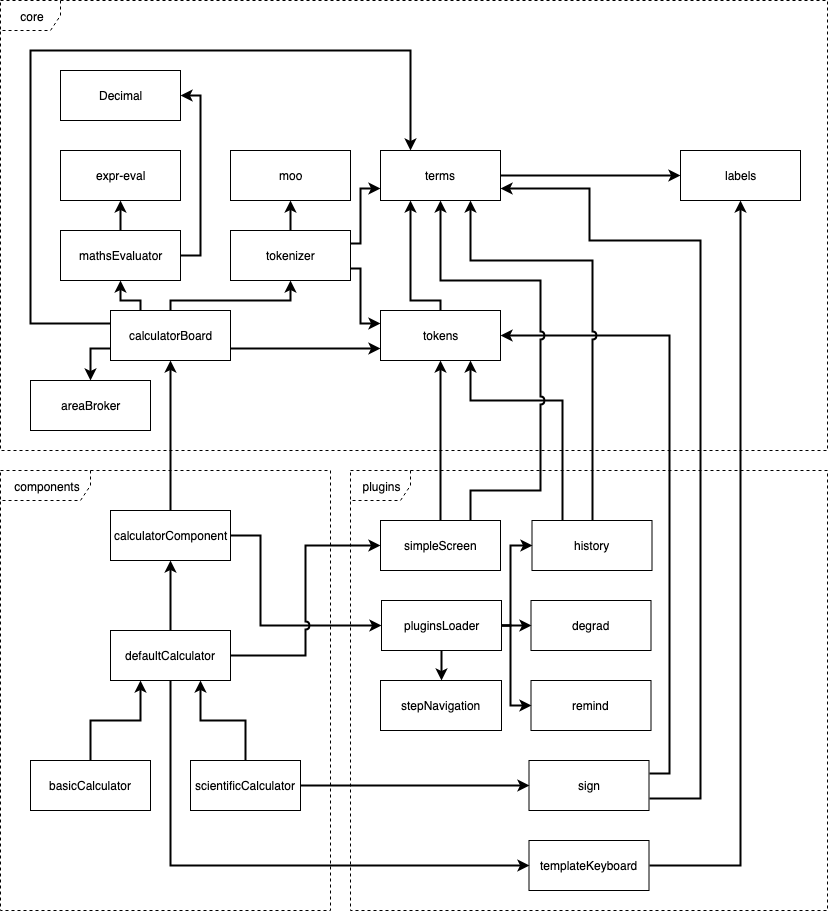 core
Decimal
expr-eval
moo
terms
labels
mathsEvaluator
tokenizer
calculatorBoard
tokens
areaBroker
components
plugins
calculatorComponent
simpleScreen
history
pluginsLoader
degrad
defaultCalculator
stepNavigation
remind
basicCalculator
scientificCalculator
sign
templateKeyboard